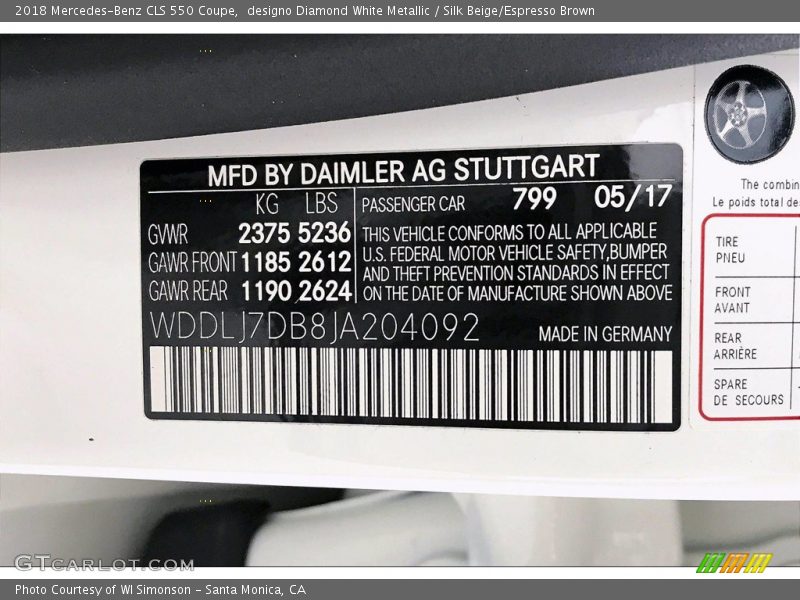 2018 Mercedes-Benz CLS 550 Coupe,  designo Diamond White Metallic / Silk Beige/Espresso Brown
MFD BY DAIMLER AG STUTTGART
KG LBS
GVWR 2375 5236
GAWR FRONT 1185 2612
GAWR REAR 1190 2624
PASSENGER CAR 799 05/17
THIS VEHICLE CONFORMS TO ALL APPLICABLE
U.S. FEDERAL MOTOR VEHICLE SAFETY,BUMPER
AND THEFT PREVENTION STANDARDS IN EFFECT
ON THE DATE OF MANUFACTURE SHOWN ABOVE
WDDLJ7DB8JA204092
MADE IN GERMANY
The combin
Le poids total de
TIRE
PNEU
FRONT
AVANT
REAR
ARRIÈRE
SPARE
DE SECOURS
GTCARLOT.COM
Photo Courtesy of WI Simonson - Santa Monica, CA